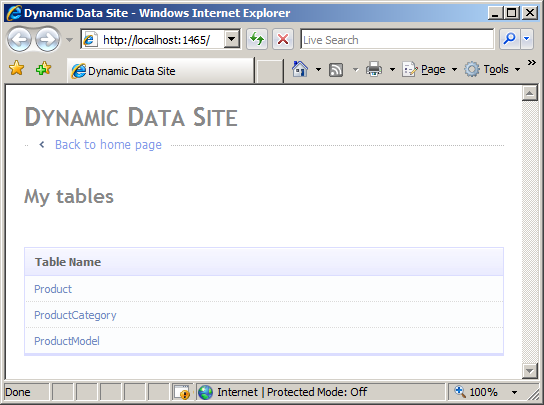 Dynamic Data Site - Windows Internet Explorer
http://localhost:1465/
Live Search
Dynamic Data Site
Page
Tools
DYNAMIC DATA SITE
< Back to home page
My tables
Table Name
Product
ProductCategory
ProductModel
Done
Internet | Protected Mode: Off
100%